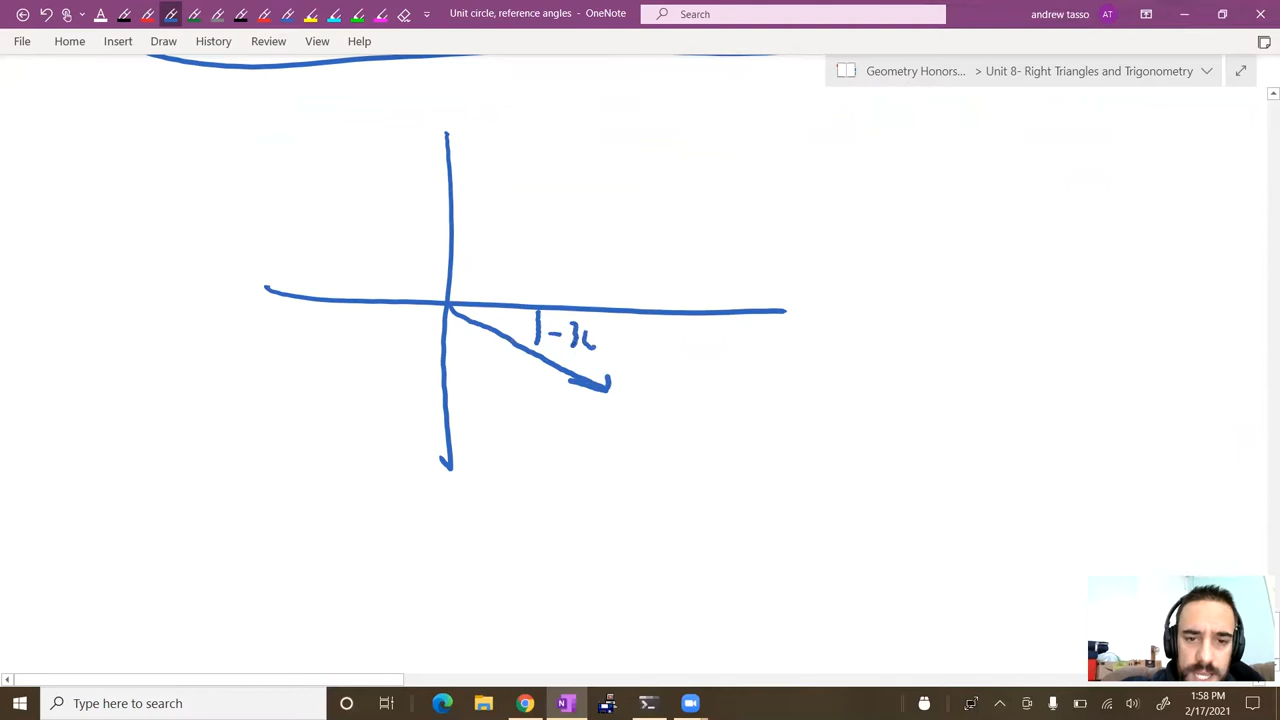 Unit circle, reference angles - OneNote
Search
andrew tasso
AT
File Home Insert Draw History Review View Help
Geometry Honors... > Unit 8- Right Triangles and Trigonometry
Type here to search
1:58 PM
2/17/2021